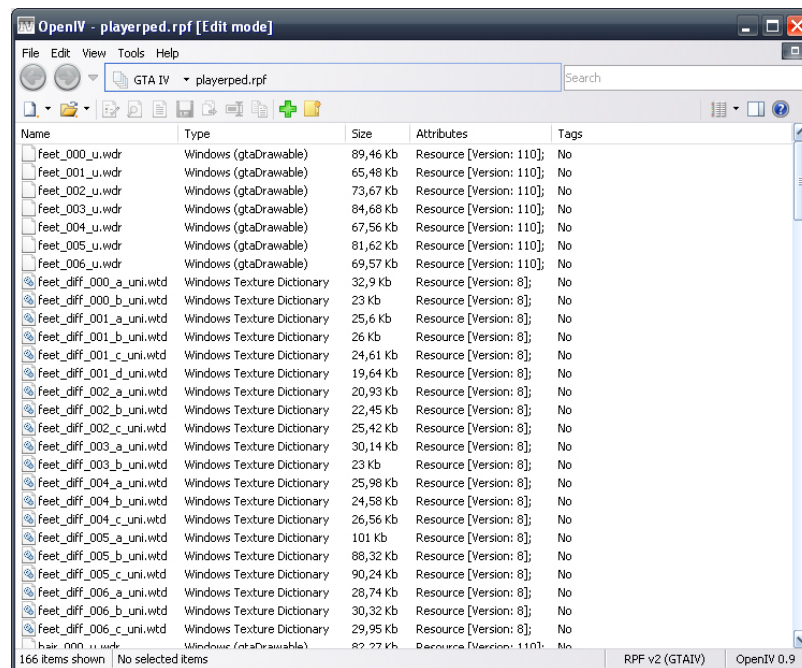 OpenIV - playerped.rpf [Edit mode]
File Edit View Tools Help
GTA IV playerped.rpf Search
Name Type Size Attributes Tags
feet_000_u.wdr Windows (gtaDrawable) 89,46 Kb Resource [Version: 110]; No
feet_001_u.wdr Windows (gtaDrawable) 65,48 Kb Resource [Version: 110]; No
feet_002_u.wdr Windows (gtaDrawable) 73,67 Kb Resource [Version: 110]; No
feet_003_u.wdr Windows (gtaDrawable) 84,68 Kb Resource [Version: 110]; No
feet_004_u.wdr Windows (gtaDrawable) 67,56 Kb Resource [Version: 110]; No
feet_005_u.wdr Windows (gtaDrawable) 81,62 Kb Resource [Version: 110]; No
feet_006_u.wdr Windows (gtaDrawable) 69,57 Kb Resource [Version: 110]; No
feet_diff_000_a_uni.wtd Windows Texture Dictionary 32,9 Kb Resource [Version: 8]; No
feet_diff_000_b_uni.wtd Windows Texture Dictionary 23 Kb Resource [Version: 8]; No
feet_diff_001_a_uni.wtd Windows Texture Dictionary 25,6 Kb Resource [Version: 8]; No
feet_diff_001_b_uni.wtd Windows Texture Dictionary 26 Kb Resource [Version: 8]; No
feet_diff_001_c_uni.wtd Windows Texture Dictionary 24,61 Kb Resource [Version: 8]; No
feet_diff_001_d_uni.wtd Windows Texture Dictionary 19,64 Kb Resource [Version: 8]; No
feet_diff_002_a_uni.wtd Windows Texture Dictionary 20,93 Kb Resource [Version: 8]; No
feet_diff_002_b_uni.wtd Windows Texture Dictionary 22,45 Kb Resource [Version: 8]; No
feet_diff_002_c_uni.wtd Windows Texture Dictionary 25,42 Kb Resource [Version: 8]; No
feet_diff_003_a_uni.wtd Windows Texture Dictionary 30,14 Kb Resource [Version: 8]; No
feet_diff_003_b_uni.wtd Windows Texture Dictionary 23 Kb Resource [Version: 8]; No
feet_diff_004_a_uni.wtd Windows Texture Dictionary 25,98 Kb Resource [Version: 8]; No
feet_diff_004_b_uni.wtd Windows Texture Dictionary 24,58 Kb Resource [Version: 8]; No
feet_diff_004_c_uni.wtd Windows Texture Dictionary 26,56 Kb Resource [Version: 8]; No
feet_diff_005_a_uni.wtd Windows Texture Dictionary 101 Kb Resource [Version: 8]; No
feet_diff_005_b_uni.wtd Windows Texture Dictionary 88,32 Kb Resource [Version: 8]; No
feet_diff_005_c_uni.wtd Windows Texture Dictionary 90,24 Kb Resource [Version: 8]; No
feet_diff_006_a_uni.wtd Windows Texture Dictionary 28,74 Kb Resource [Version: 8]; No
feet_diff_006_b_uni.wtd Windows Texture Dictionary 30,32 Kb Resource [Version: 8]; No
feet_diff_006_c_uni.wtd Windows Texture Dictionary 29,95 Kb Resource [Version: 8]; No
hair_000_u.wdr Windows (gtaDrawable) 82,27 Kb Resource [Version: 110]; No
166 items shown No selected items RPF v2 (GTAIV) OpenIV 0.9